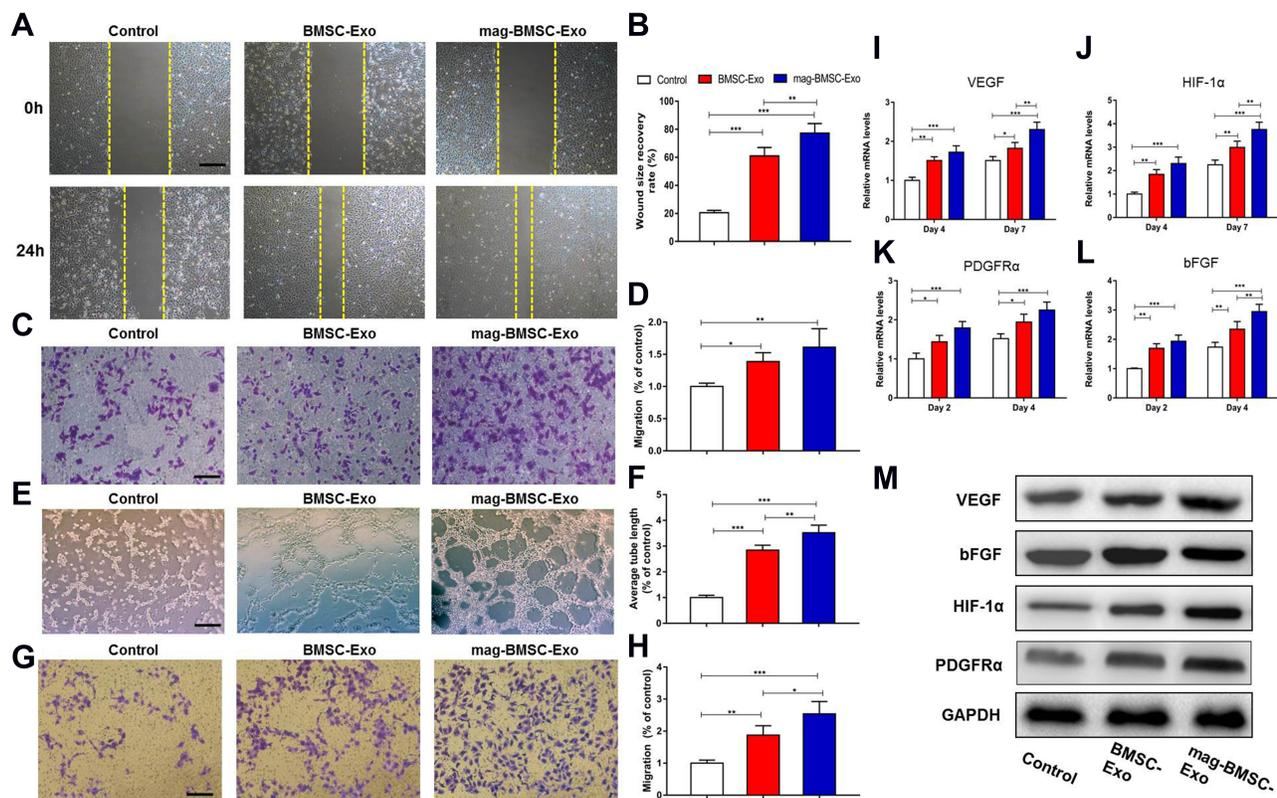 A
Control
BMSC-Exo
mag-BMSC-Exo
0h
24h
B
Control
BMSC-Exo
mag-BMSC-Exo
Wound size recovery
rate (%)
100
80
60
40
20
0
***
***
**
C
Control
BMSC-Exo
mag-BMSC-Exo
D
Migration (% of control)
2.0
1.5
1.0
0.5
0.0
*
**
E
Control
BMSC-Exo
mag-BMSC-Exo
F
Average tube length
(% of control)
5
4
3
2
1
0
***
***
**
G
Control
BMSC-Exo
mag-BMSC-Exo
H
Migration (% of control)
4
3
2
1
0
***
*
**
I
VEGF
Relative mRNA levels
3
2
1
0
***
**
**
***
*
Day 4
Day 7
J
HIF-1α
Relative mRNA levels
5
4
3
2
1
0
***
**
**
***
**
Day 4
Day 7
K
PDGFRα
Relative mRNA levels
4
3
2
1
0
***
*
***
*
Day 2
Day 4
L
bFGF
Relative mRNA levels
4
3
2
1
0
***
**
***
**
**
Day 2
Day 4
M
VEGF
bFGF
HIF-1α
PDGFRα
GAPDH
Control
BMSC-
Exo
mag-BMSC-
Exo